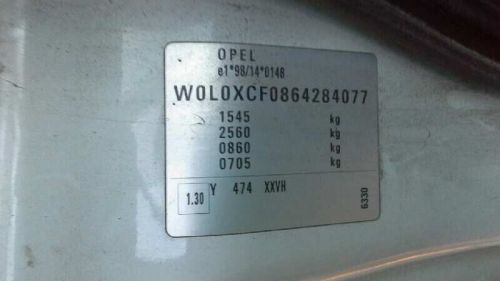 OPEL
e1*98/14*0148
W0L0XCF0864284077
1545 kg
2560 kg
0860 kg
0705 kg
1.30 Y 474 XXVH
6330